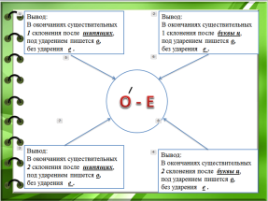 Вывод:
В окончаниях существительных
1 склонения после шипящих,
под ударением пишется о,
без ударения е.
Вывод:
В окончаниях существительных
1 склонения после буквы ц,
под ударением пишется о,
без ударения е.
О - Е
Вывод:
В окончаниях существительных
2 склонения после шипящих,
под ударением пишется о,
без ударения е.
Вывод:
В окончаниях существительных
2 склонения после буквы ц,
под ударением пишется о,
без ударения е.